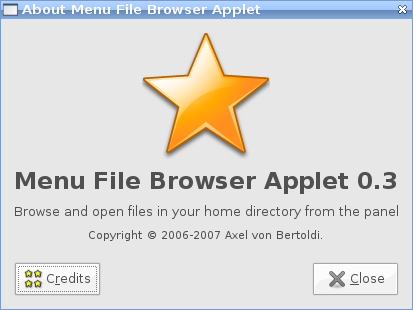 About Menu File Browser Applet
Menu File Browser Applet 0.3
Browse and open files in your home directory from the panel
Copyright © 2006-2007 Axel von Bertoldi.
Credits
Close